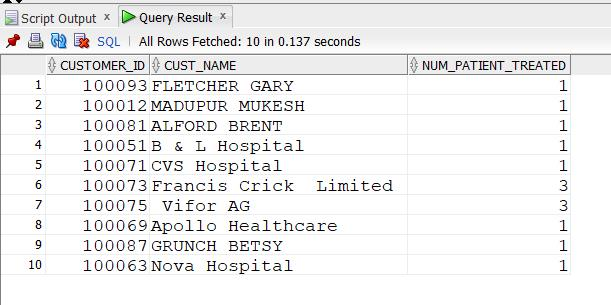 Script Output × Query Result ×
SQL | All Rows Fetched: 10 in 0.137 seconds
CUSTOMER_ID CUST_NAME NUM_PATIENT_TREATED
1 100093 FLETCHER GARY 1
2 100012 MADUPUR MUKESH 1
3 100081 ALFORD BRENT 1
4 100051 B & L Hospital 1
5 100071 CVS Hospital 1
6 100073 Francis Crick  Limited 3
7 100075 Vifor AG 3
8 100069 Apollo Healthcare 1
9 100087 GRUNCH BETSY 1
10 100063 Nova Hospital 1